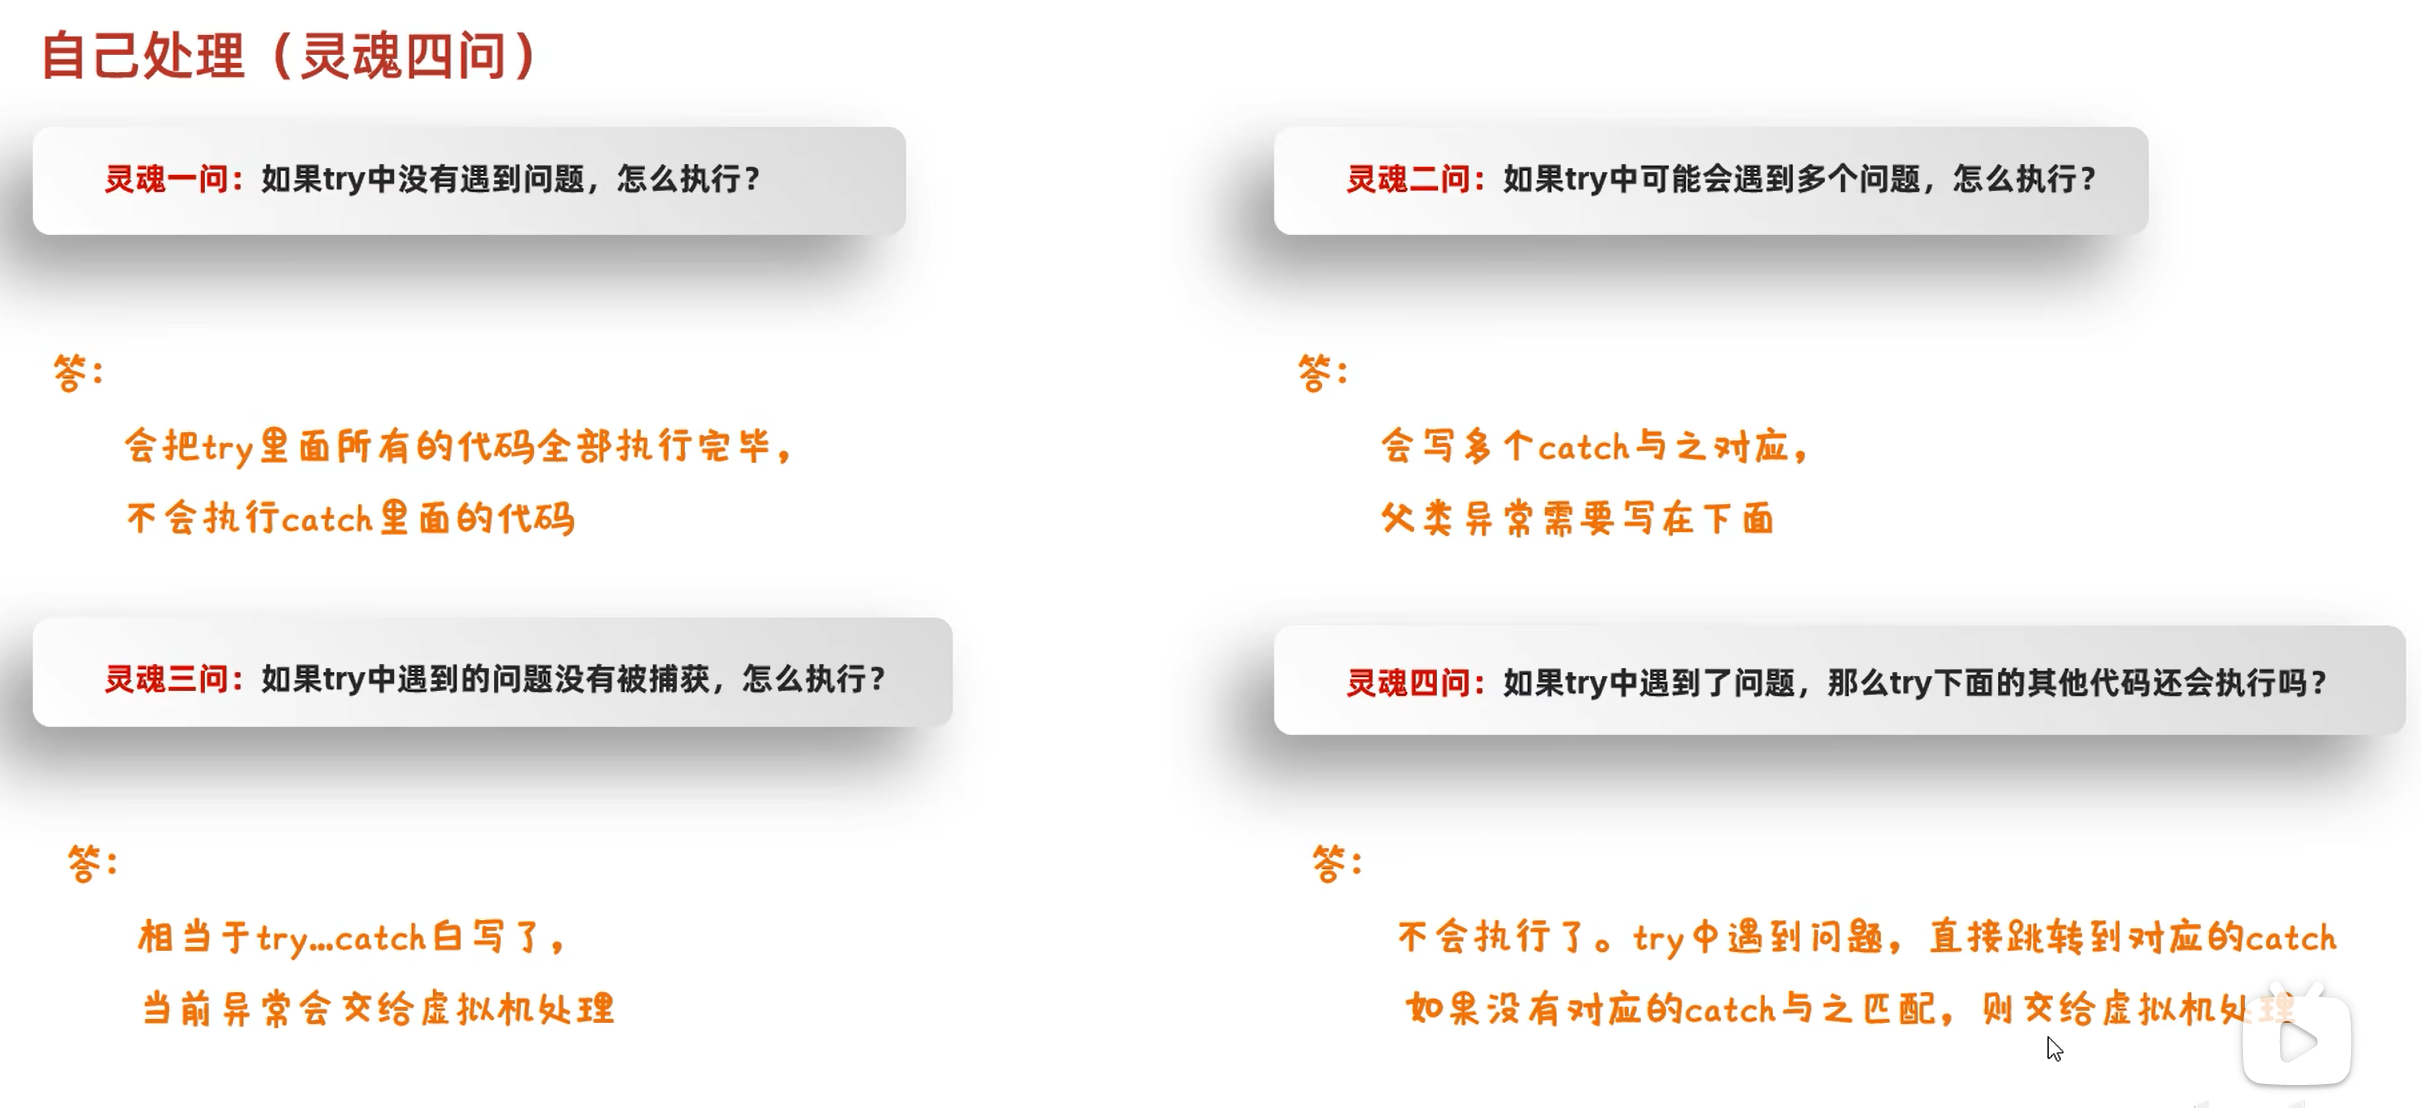 自己处理（灵魂四问）
灵魂一问：如果try中没有遇到问题，怎么执行？
答：
会把try里面所有的代码全部执行完毕，
不会执行catch里面的代码
灵魂二问：如果try中可能会遇到多个问题，怎么执行？
答：
会写多个catch与之对应，
父类异常需要写在下面
灵魂三问：如果try中遇到的问题没有被捕获，怎么执行？
答：
相当于try...catch白写了，
当前异常会交给虚拟机处理
灵魂四问：如果try中遇到了问题，那么try下面的其他代码还会执行吗？
答：
不会执行了。try中遇到问题，直接跳转到对应的catch
如果没有对应的catch与之匹配，则交给虚拟机处理